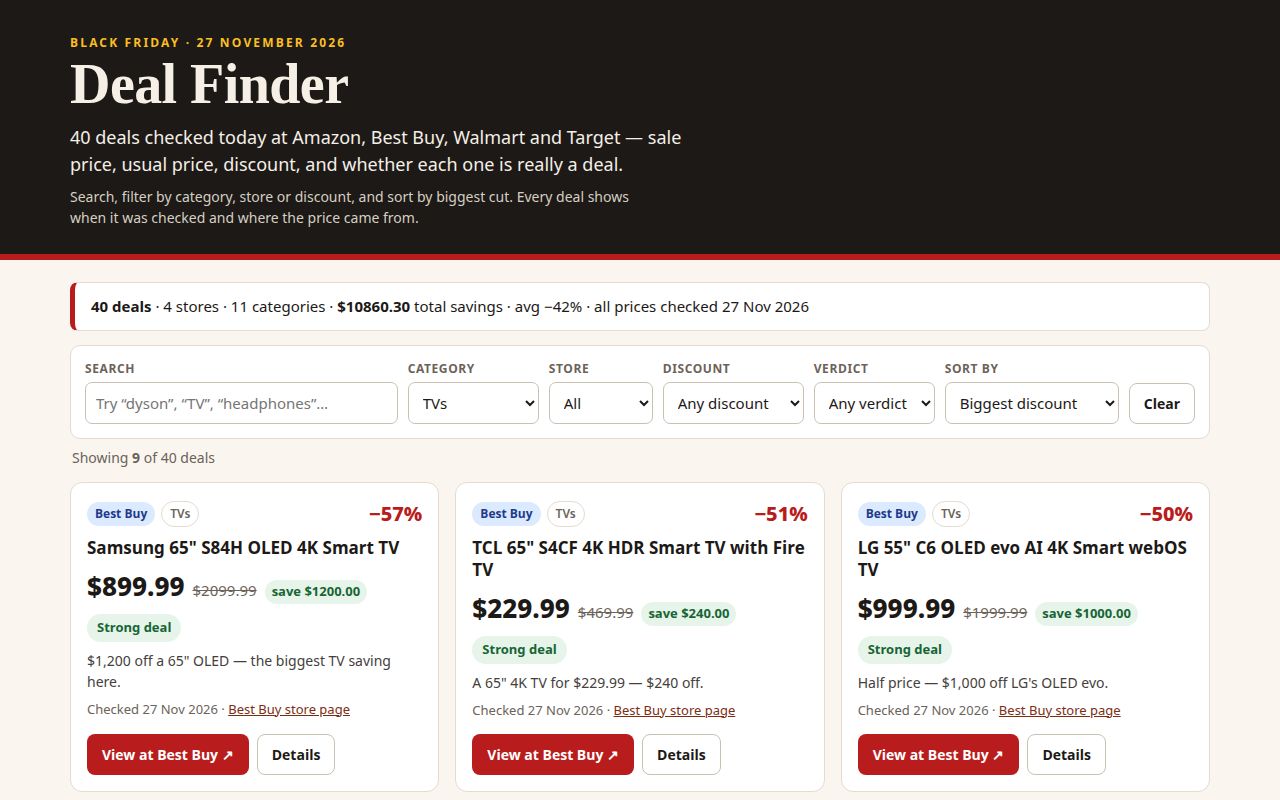 BLACK FRIDAY · 27 NOVEMBER 2026
Deal Finder
40 deals checked today at Amazon, Best Buy, Walmart and Target — sale
price, usual price, discount, and whether each one is really a deal.
Search, filter by category, store or discount, and sort by biggest cut. Every deal shows
when it was checked and where the price came from.
40 deals · 4 stores · 11 categories · $10860.30 total savings · avg −42% · all prices checked 27 Nov 2026
SEARCH CATEGORY STORE DISCOUNT VERDICT SORT BY
Try “dyson”, “TV”, “headphones”… TVs All Any discount Any verdict Biggest discount Clear
Showing 9 of 40 deals
Best Buy TVs −57%
Samsung 65" S84H OLED 4K Smart TV
$899.99 $2099.99 save $1200.00
Strong deal
$1,200 off a 65" OLED — the biggest TV saving
here.
Checked 27 Nov 2026 · Best Buy store page
View at Best Buy ↗ Details
Best Buy TVs −51%
TCL 65" S4CF 4K HDR Smart TV with Fire
TV
$229.99 $469.99 save $240.00
Strong deal
A 65" 4K TV for $229.99 — $240 off.
Checked 27 Nov 2026 · Best Buy store page
View at Best Buy ↗ Details
Best Buy TVs −50%
LG 55" C6 OLED evo AI 4K Smart webOS
TV
$999.99 $1999.99 save $1000.00
Strong deal
Half price — $1,000 off LG's OLED evo.
Checked 27 Nov 2026 · Best Buy store page
View at Best Buy ↗ Details